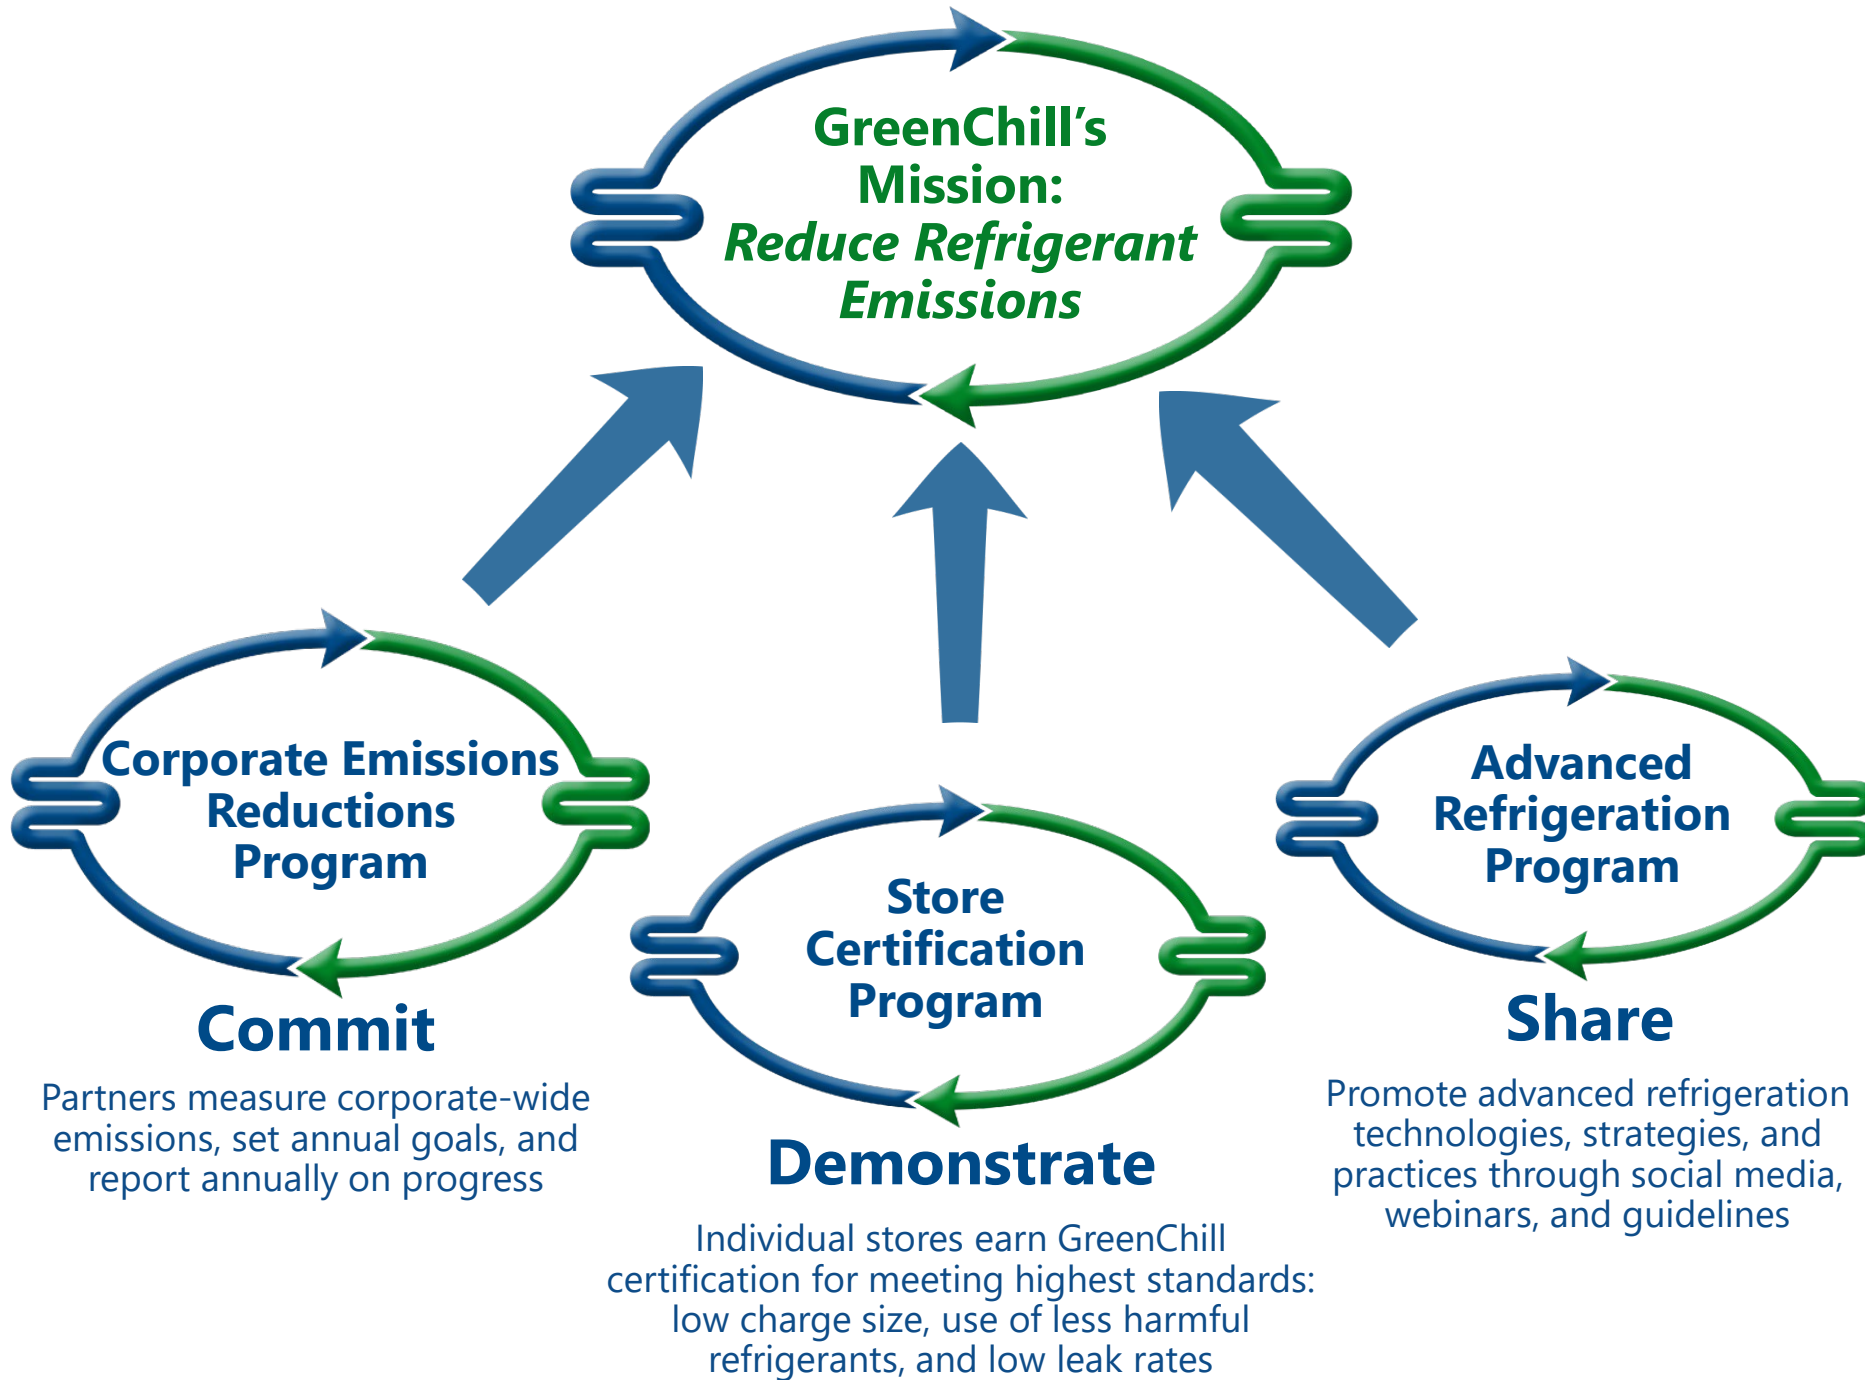 GreenChill’s
Mission:
Reduce Refrigerant
Emissions
Corporate Emissions
Reductions
Program
Commit
Partners measure corporate-wide
emissions, set annual goals, and
report annually on progress
Store
Certification
Program
Demonstrate
Individual stores earn GreenChill
certification for meeting highest standards:
low charge size, use of less harmful
refrigerants, and low leak rates
Advanced
Refrigeration
Program
Share
Promote advanced refrigeration
technologies, strategies, and
practices through social media,
webinars, and guidelines